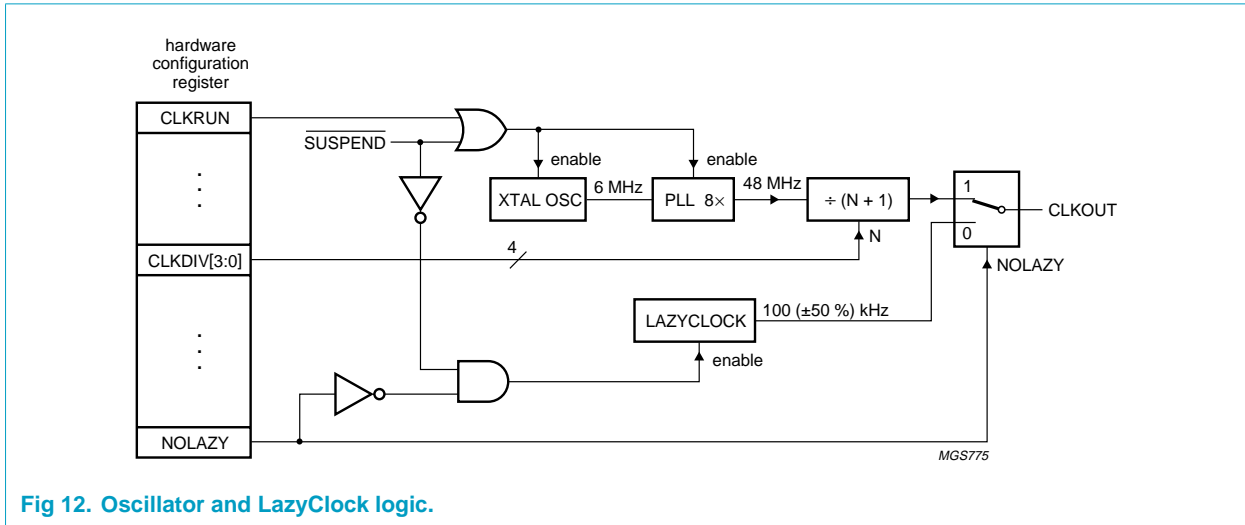 hardware
configuration
register
CLKRUN
SUSPEND
enable
enable
XTAL OSC
6 MHz
PLL 8×
48 MHz
÷ (N + 1)
1
0
CLKOUT
CLKDIV[3:0]
4
N
NOLAZY
LAZYCLOCK
100 (±50 %) kHz
enable
NOLAZY
MGS775
Fig 12. Oscillator and LazyClock logic.